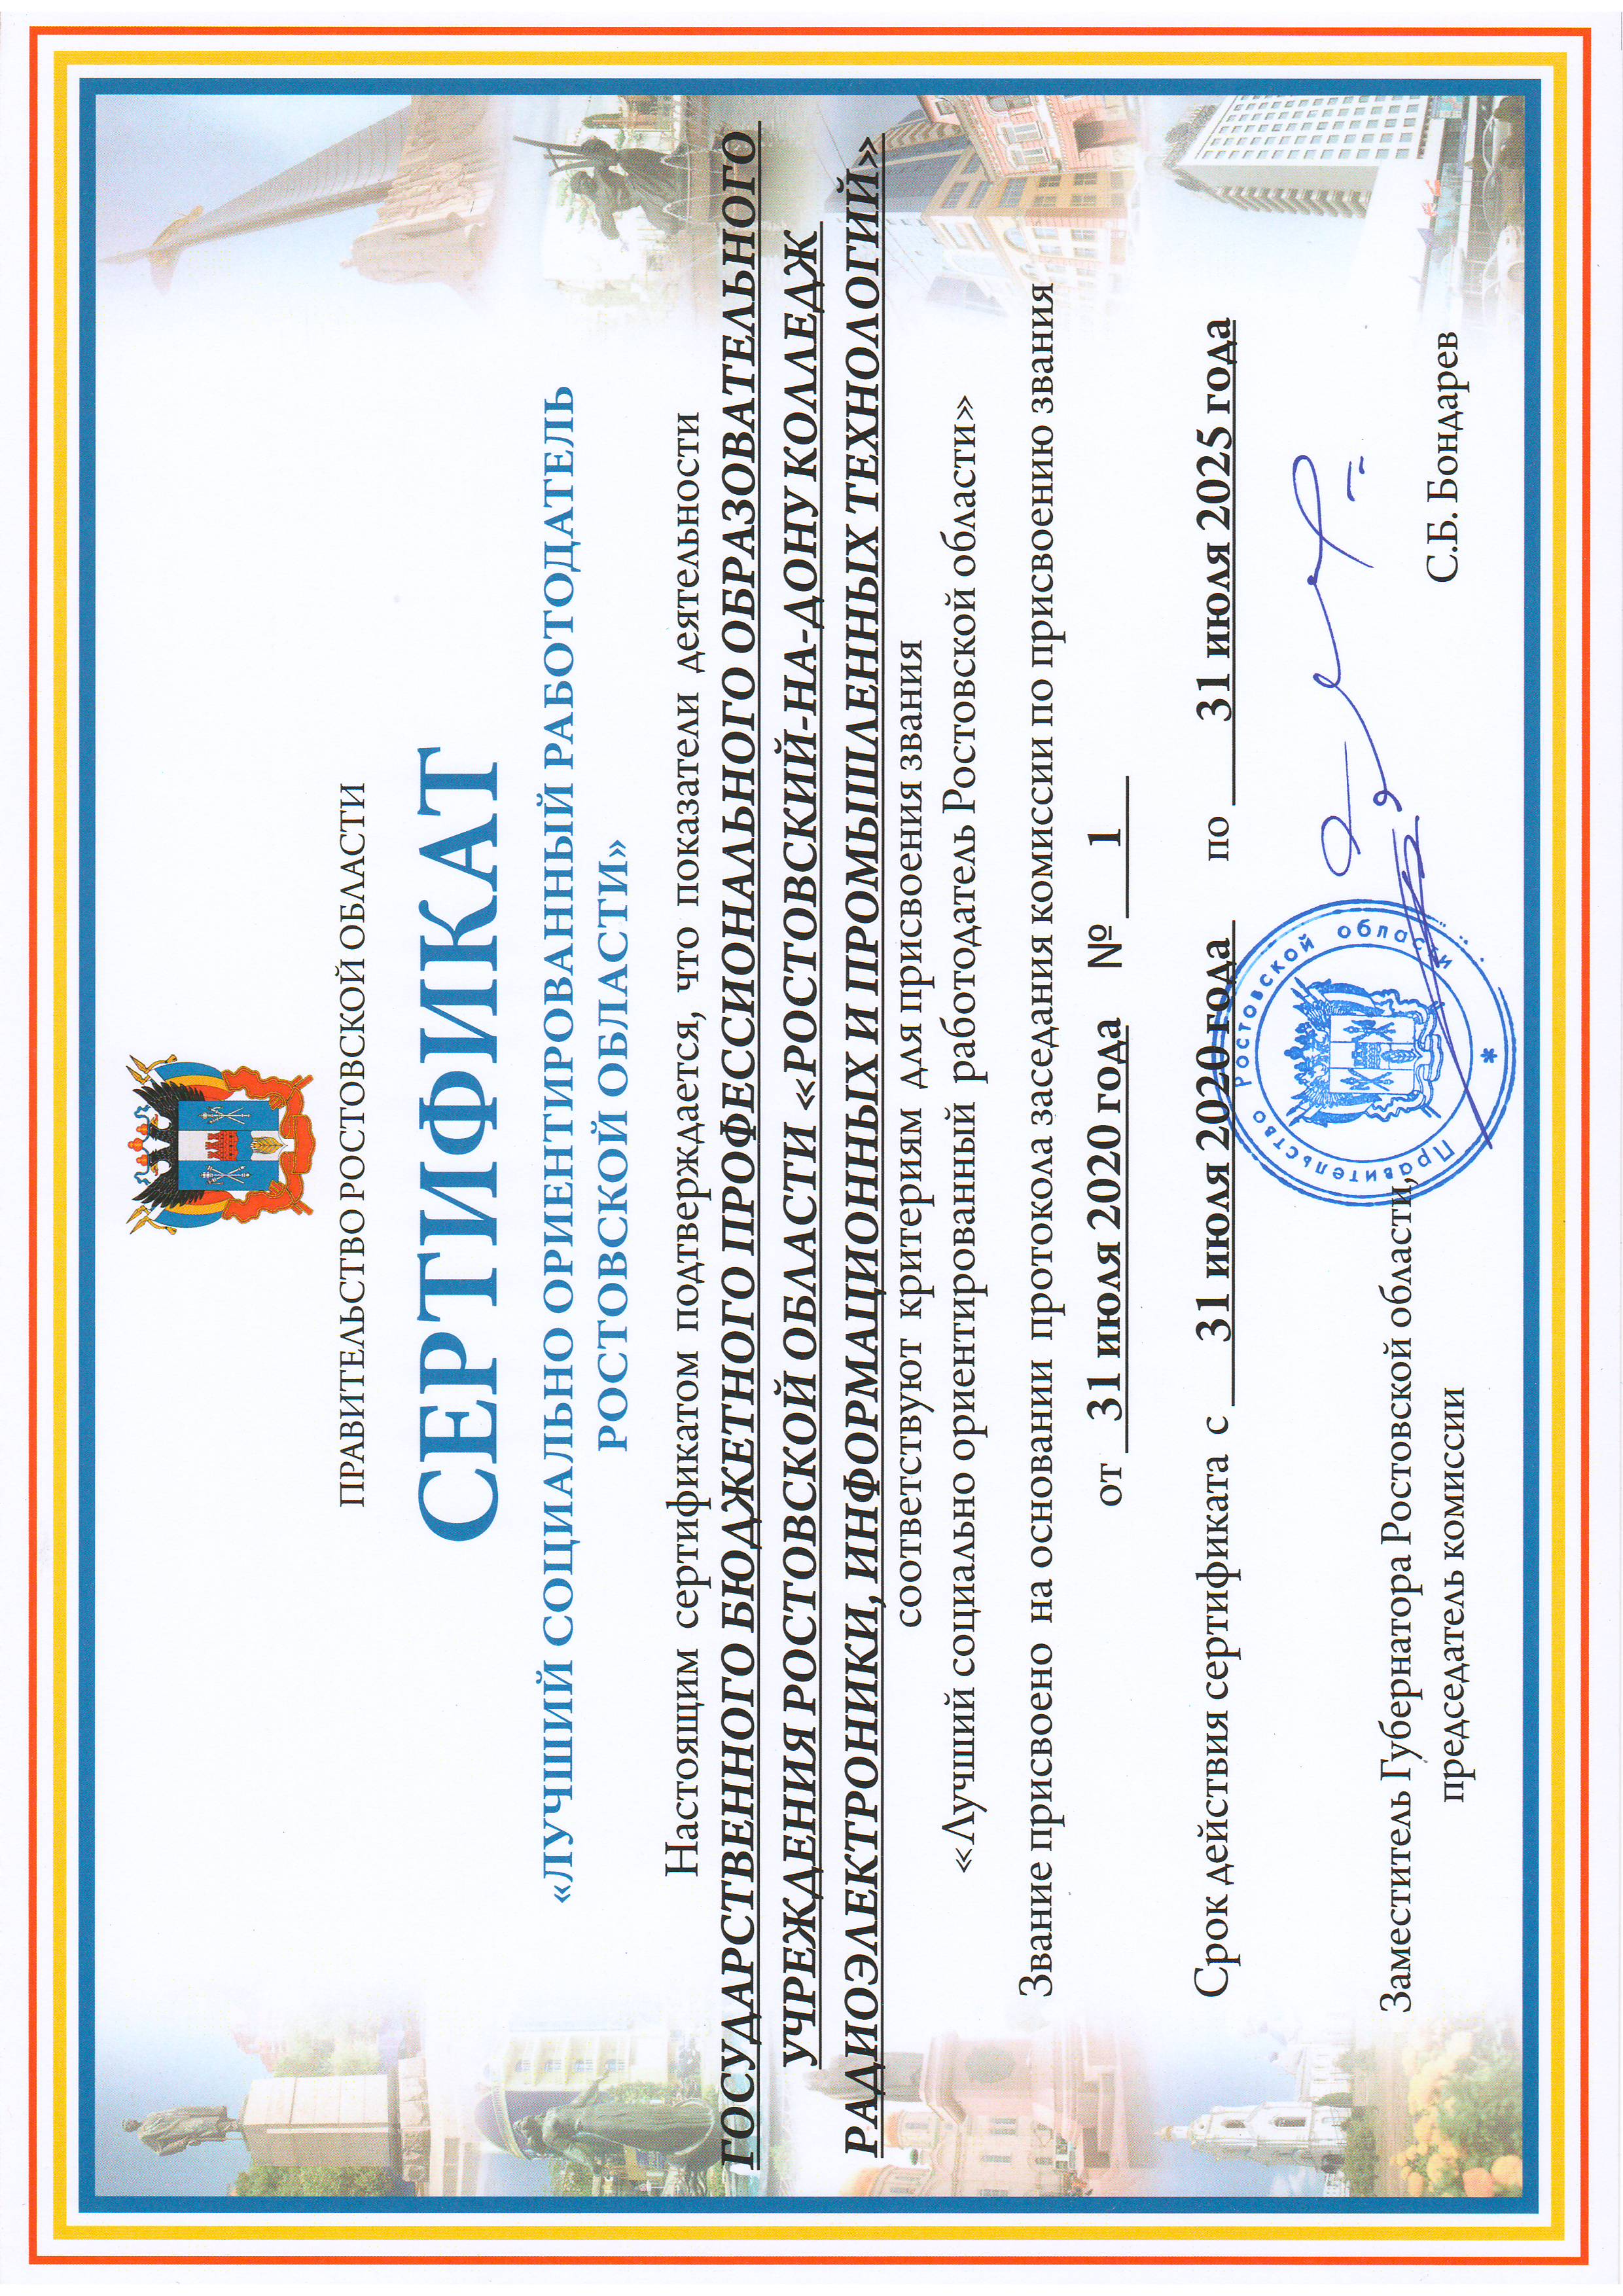 ПРАВИТЕЛЬСТВО РОСТОВСКОЙ ОБЛАСТИ
СЕРТИФИКАТ
«ЛУЧШИЙ СОЦИАЛЬНО ОРИЕНТИРОВАННЫЙ РАБОТОДАТЕЛЬ
РОСТОВСКОЙ ОБЛАСТИ»
Настоящим сертификатом подтверждается, что показатели деятельности
ГОСУДАРСТВЕННОГО БЮДЖЕТНОГО ПРОФЕССИОНАЛЬНОГО ОБРАЗОВАТЕЛЬНОГО
УЧРЕЖДЕНИЯ РОСТОВСКОЙ ОБЛАСТИ «РОСТОВСКИЙ-НА-ДОНУ КОЛЛЕДЖ
РАДИОЭЛЕКТРОНИКИ, ИНФОРМАЦИОННЫХ И ПРОМЫШЛЕННЫХ ТЕХНОЛОГИЙ»
соответствуют критериям для присвоения звания
«Лучший социально ориентированный работодатель Ростовской области»
Звание присвоено на основании протокола заседания комиссии по присвоению звания
от 31 июля 2020 года № 1
Срок действия сертификата с 31 июля 2020 года по 31 июля 2025 года
Правительство Ростовской области
Заместитель Губернатора Ростовской области,
председатель комиссии
С.Б. Бондарев